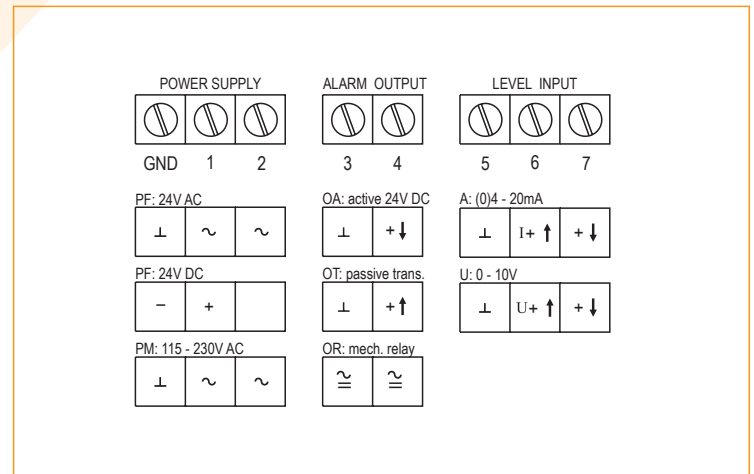 POWER SUPPLY ALARM OUTPUT LEVEL INPUT
GND 1 2 3 4 5 6 7
PF: 24V AC OA: active 24V DC A: (0)4 - 20mA
⊥ ~ ~ ⊥ +↓ ⊥ I+ ↑ +↓
PF: 24V DC OT: passive trans. U: 0 - 10V
− + ⊥ +↑ ⊥ U+ ↑ +↓
PM: 115 - 230V AC OR: mech. relay
⊥ ~ ~ ≅ ≅